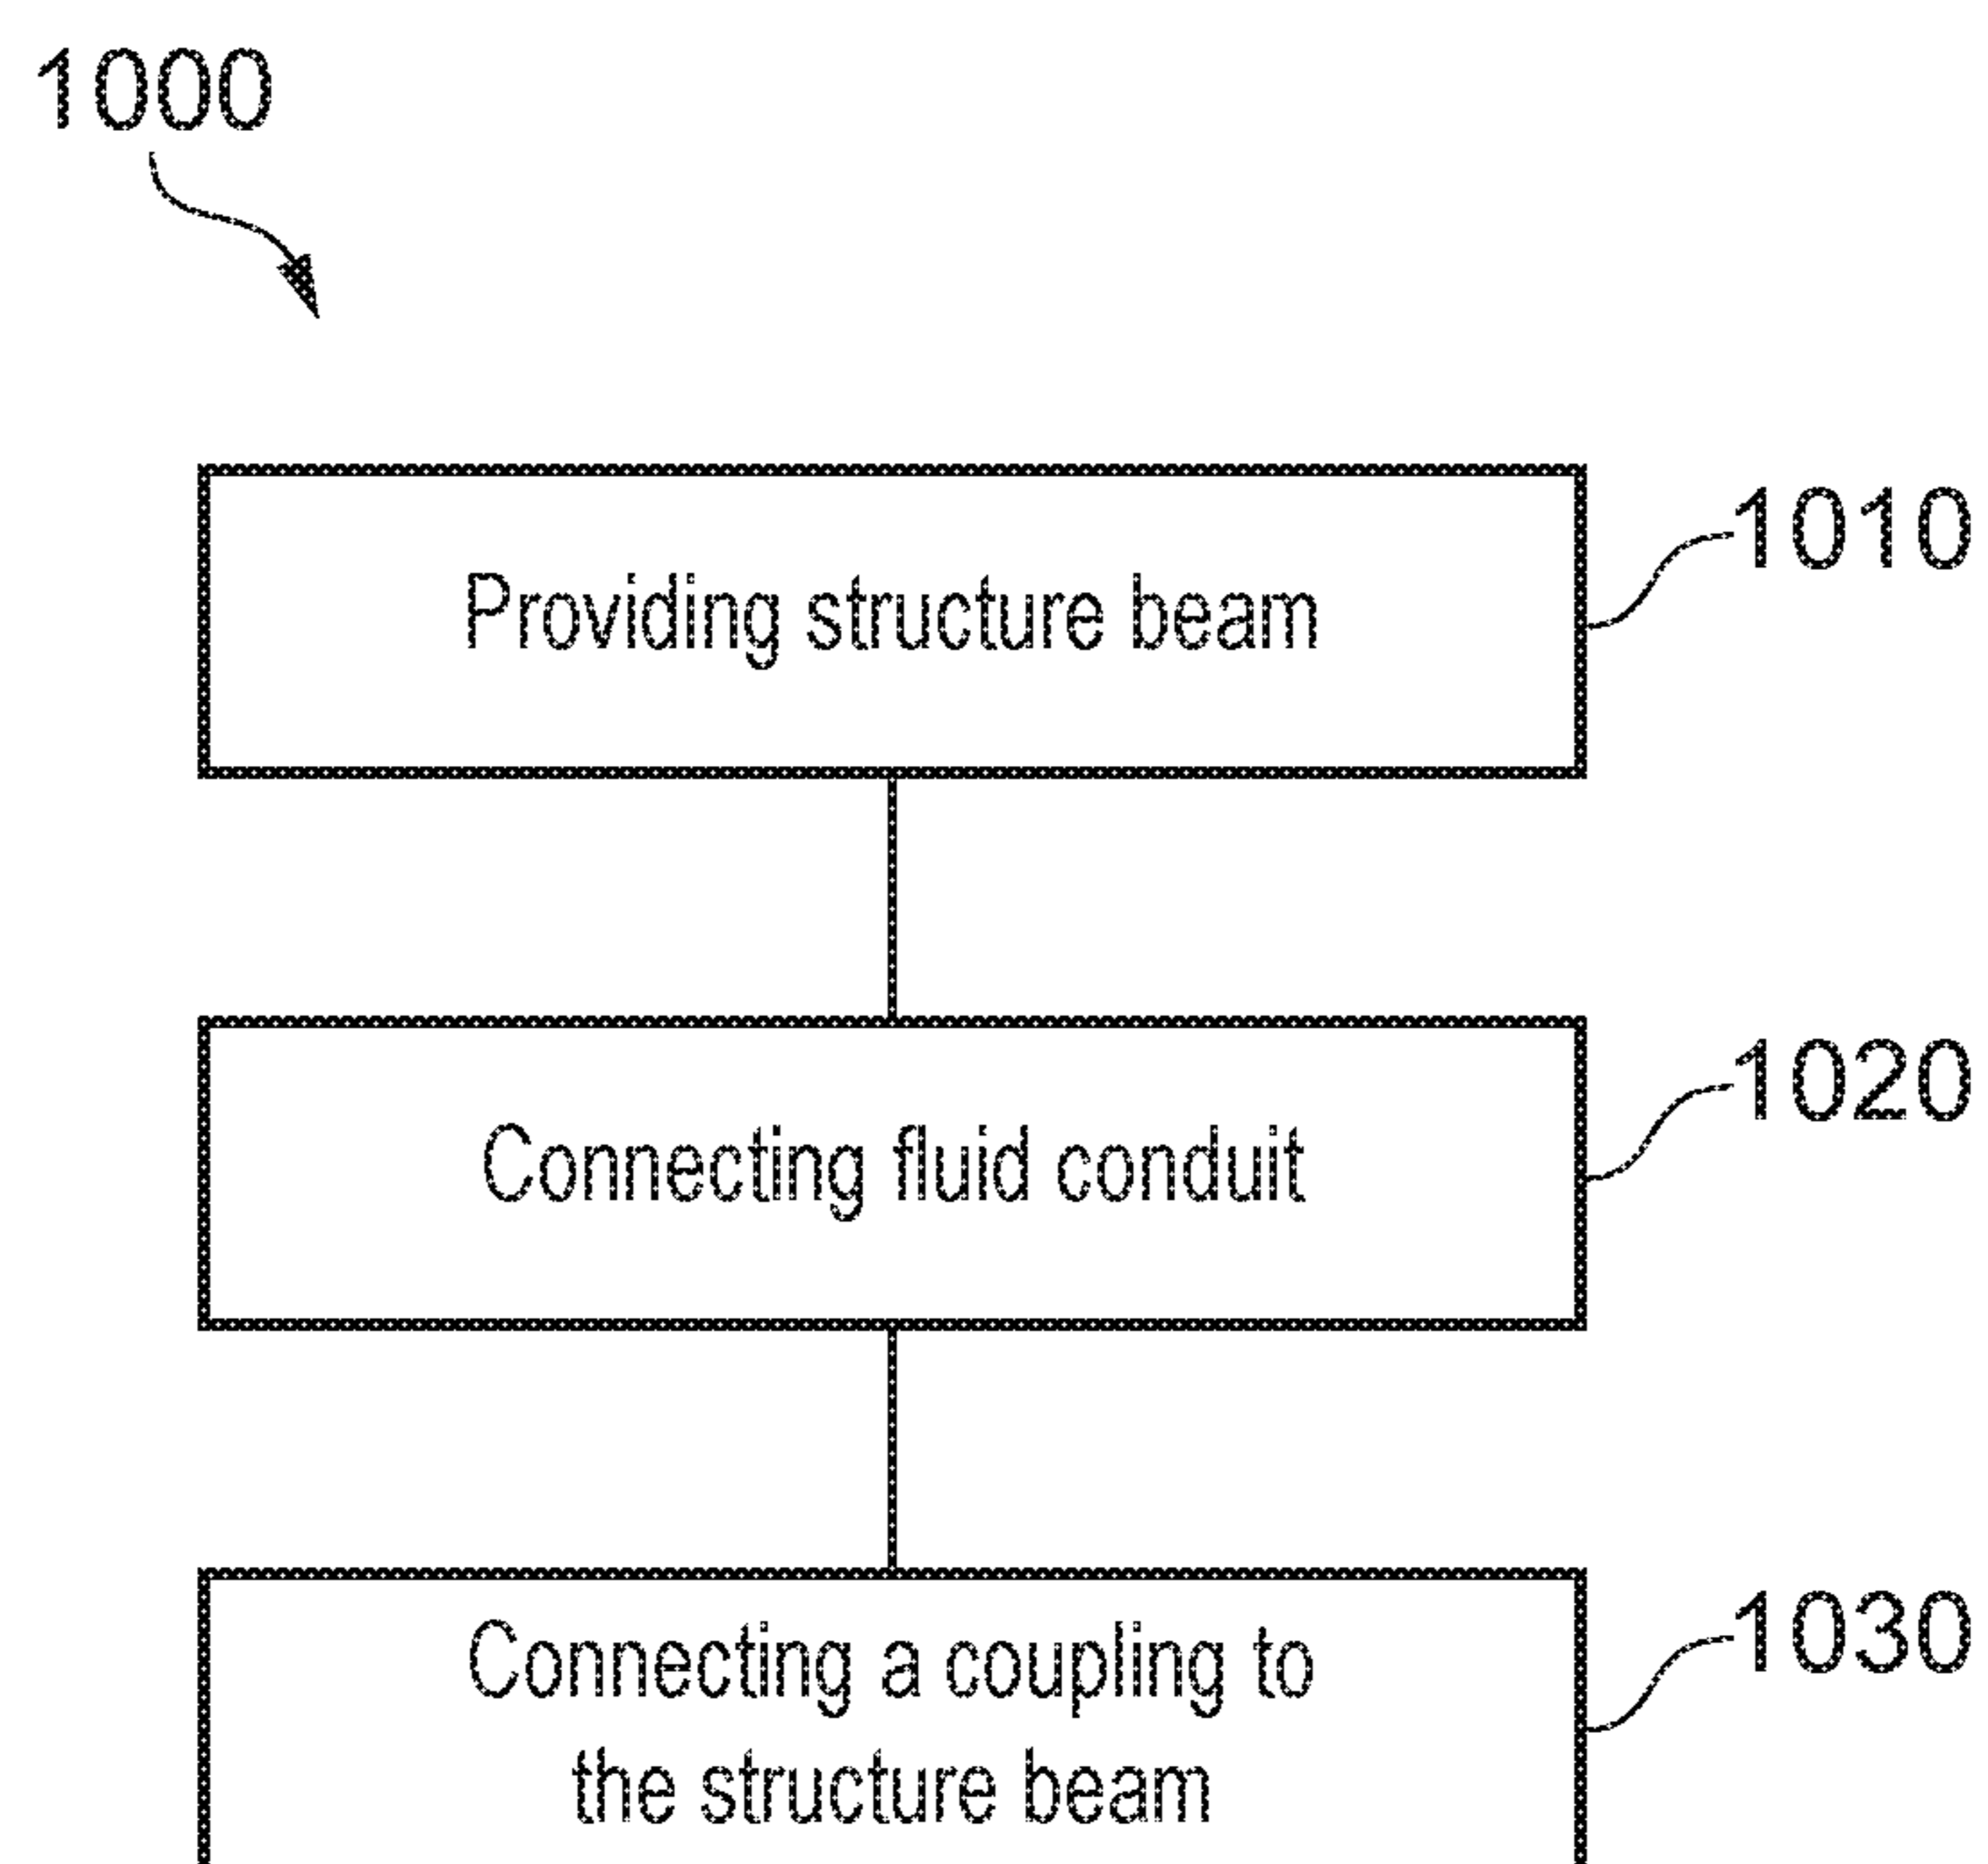 1000
Providing structure beam
1010
Connecting fluid conduit
1020
Connecting a coupling to
the structure beam
1030